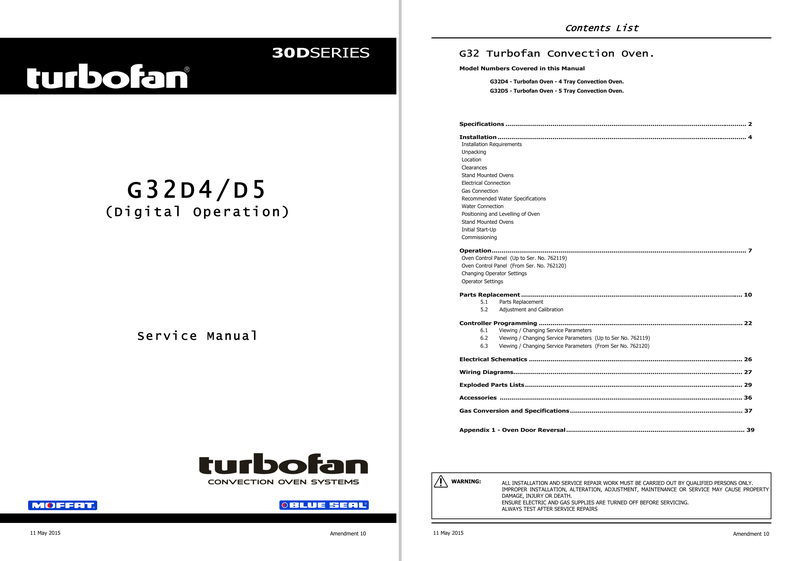 30DSERIES
turbofan®
G32D4/D5
(Digital Operation)
Service Manual
turbofan
CONVECTION OVEN SYSTEMS
MOFFAT
BLUE SEAL
11 May 2015
Amendment 10
Contents List
G32 Turbofan Convection Oven.
Model Numbers Covered in this Manual
G32D4 - Turbofan Oven - 4 Tray Convection Oven.
G32D5 - Turbofan Oven - 5 Tray Convection Oven.
Specifications ................ 2
Installation ................ 4
Installation Requirements
Unpacking
Location
Clearances
Stand Mounted Ovens
Electrical Connection
Gas Connection
Recommended Water Specifications
Water Connection
Positioning and Levelling of Oven
Stand Mounted Ovens
Initial Start-Up
Commissioning
Operation ................ 7
Oven Control Panel (Up to Ser. No. 762119)
Oven Control Panel (From Ser. No. 762120)
Changing Operator Settings
Operator Settings
Parts Replacement ................ 10
5.1 Parts Replacement
5.2 Adjustment and Calibration
Controller Programming ................ 22
6.1 Viewing / Changing Service Parameters
6.2 Viewing / Changing Service Parameters (Up to Ser No. 762119)
6.3 Viewing / Changing Service Parameters (From Ser No. 762120)
Electrical Schematics ................ 26
Wiring Diagrams ................ 27
Exploded Parts Lists ................ 29
Accessories ................ 36
Gas Conversion and Specifications ................ 37
Appendix 1 - Oven Door Reversal ................ 39
WARNING: ALL INSTALLATION AND SERVICE REPAIR WORK MUST BE CARRIED OUT BY QUALIFIED PERSONS ONLY.
IMPROPER INSTALLATION, ALTERATION, ADJUSTMENT, MAINTENANCE OR SERVICE MAY CAUSE PROPERTY
DAMAGE, INJURY OR DEATH.
ENSURE ELECTRIC AND GAS SUPPLIES ARE TURNED OFF BEFORE SERVICING.
ALWAYS TEST AFTER SERVICE REPAIRS
11 May 2015
Amendment 10